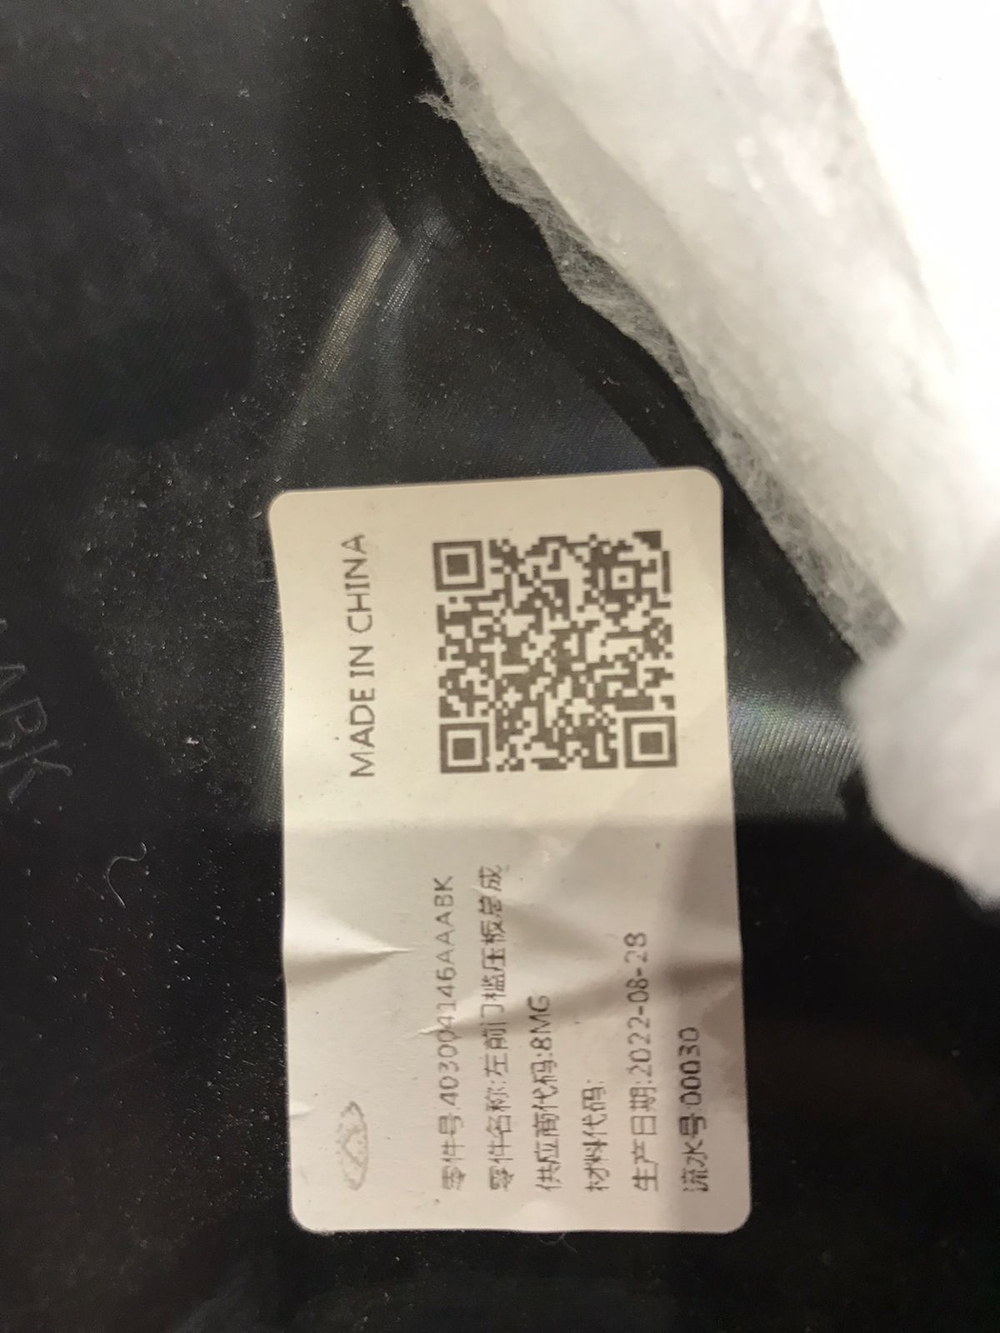 MADE IN CHINA
零件号:403004146AAABK
零件名称:左前门槛压板总成
供应商代码:8MG
材料代码:
生产日期:2022-08-28
流水号:00030
ABK